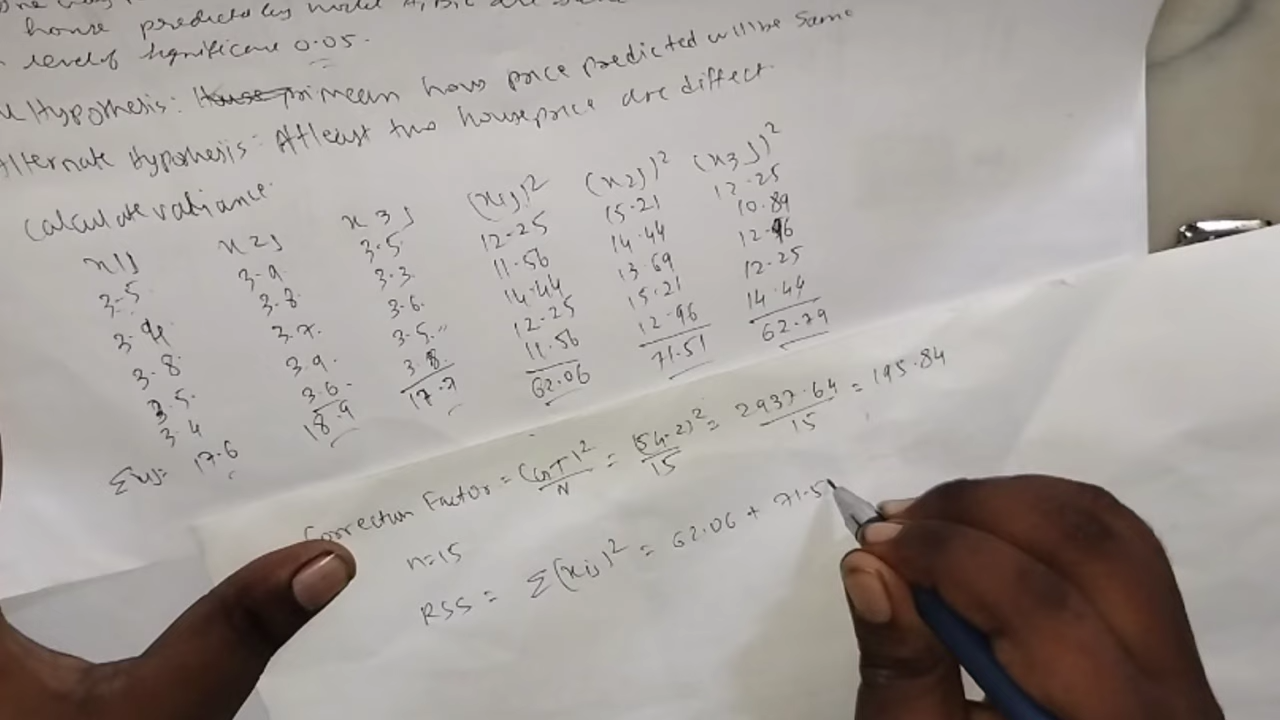 house predicted by model A, B, C are same
level of significance 0.05.
Hypothesis: mean hous price predicted will be same
Alternate Hypothesis: Atleast two houseprice are diffect.
Calculate variance.
x1j x2j x3j (x1j)² (x2j)² (x3j)²
3.5 3.9 3.5 12.25 15.21 12.25
3.4 3.8 3.3 11.56 14.44 10.89
3.8 3.7 3.6 14.44 13.69 12.96
3.5 3.9 3.5 12.25 15.21 12.25
3.4 3.6 3.8 11.56 12.96 14.44
Σxij= 17.6 18.9 17.7 62.06 71.51 62.79
Correction Factor = (GT)²/N = (54.2)²/15 = 2937.64/15 = 195.84
n=15
RSS = Σ(xij)² = 62.06 + 71.5